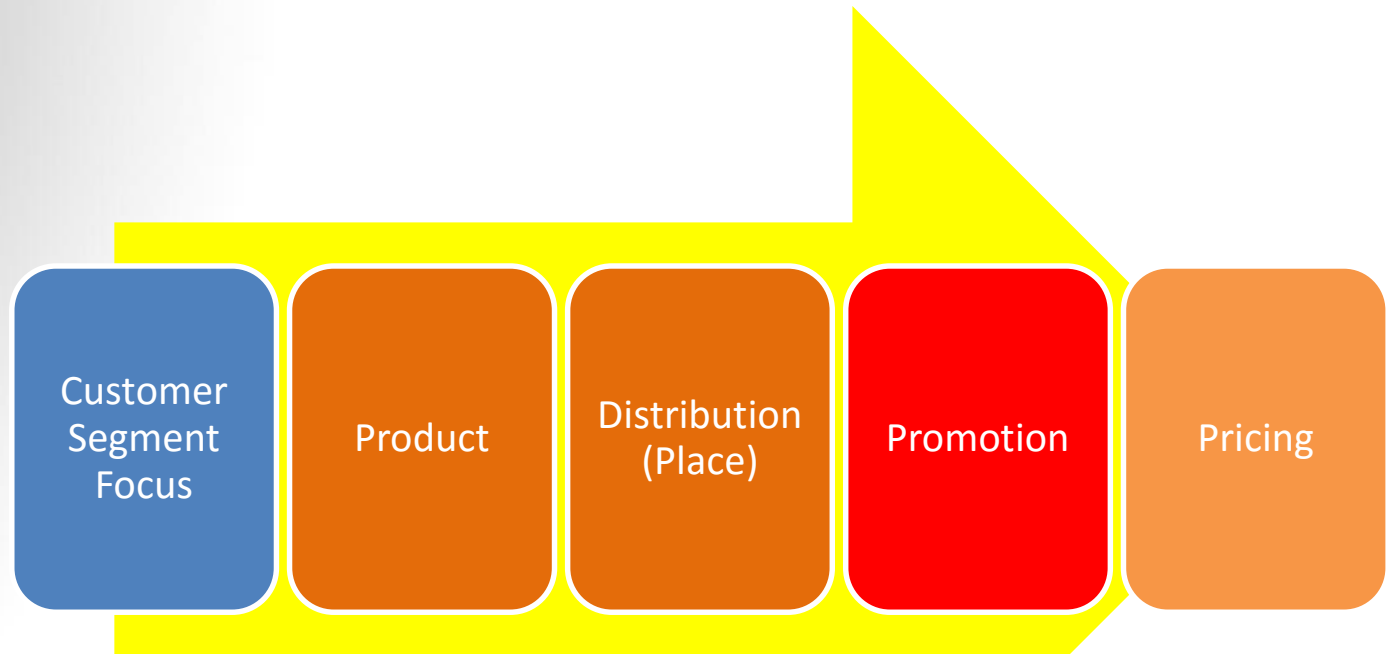 Customer
Segment
Focus
Product
Distribution
(Place)
Promotion
Pricing